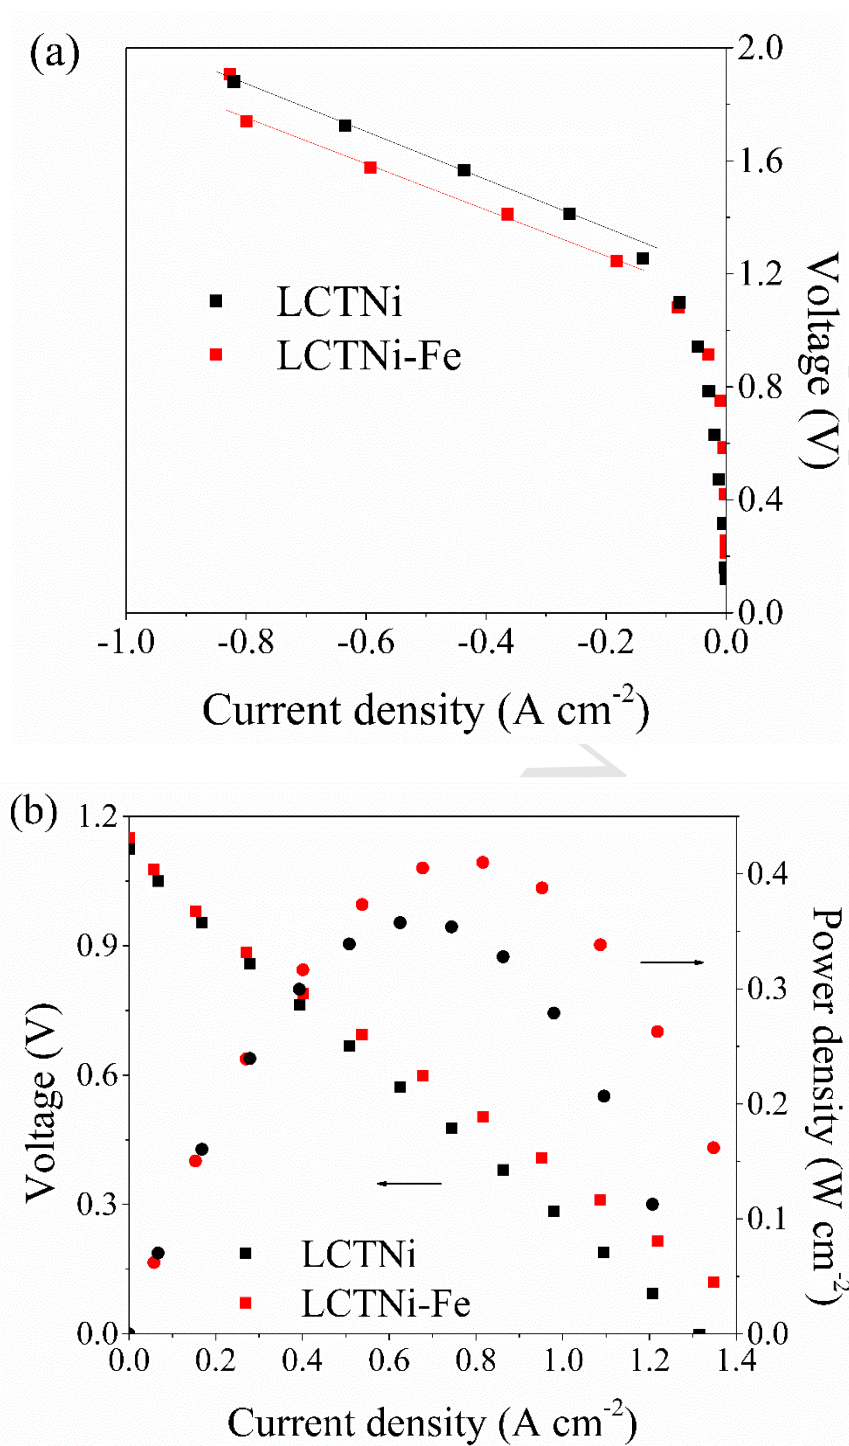 (a)
2.0
1.6
1.2
0.8
0.4
0.0
Voltage (V)
LCTNi
LCTNi-Fe
-1.0 -0.8 -0.6 -0.4 -0.2 0.0
Current density (A cm⁻²)
(b)
1.2
0.9
0.6
0.3
0.0
Voltage (V)
0.4
0.3
0.2
0.1
0.0
Power density (W cm⁻²)
LCTNi
LCTNi-Fe
0.0 0.2 0.4 0.6 0.8 1.0 1.2 1.4
Current density (A cm⁻²)